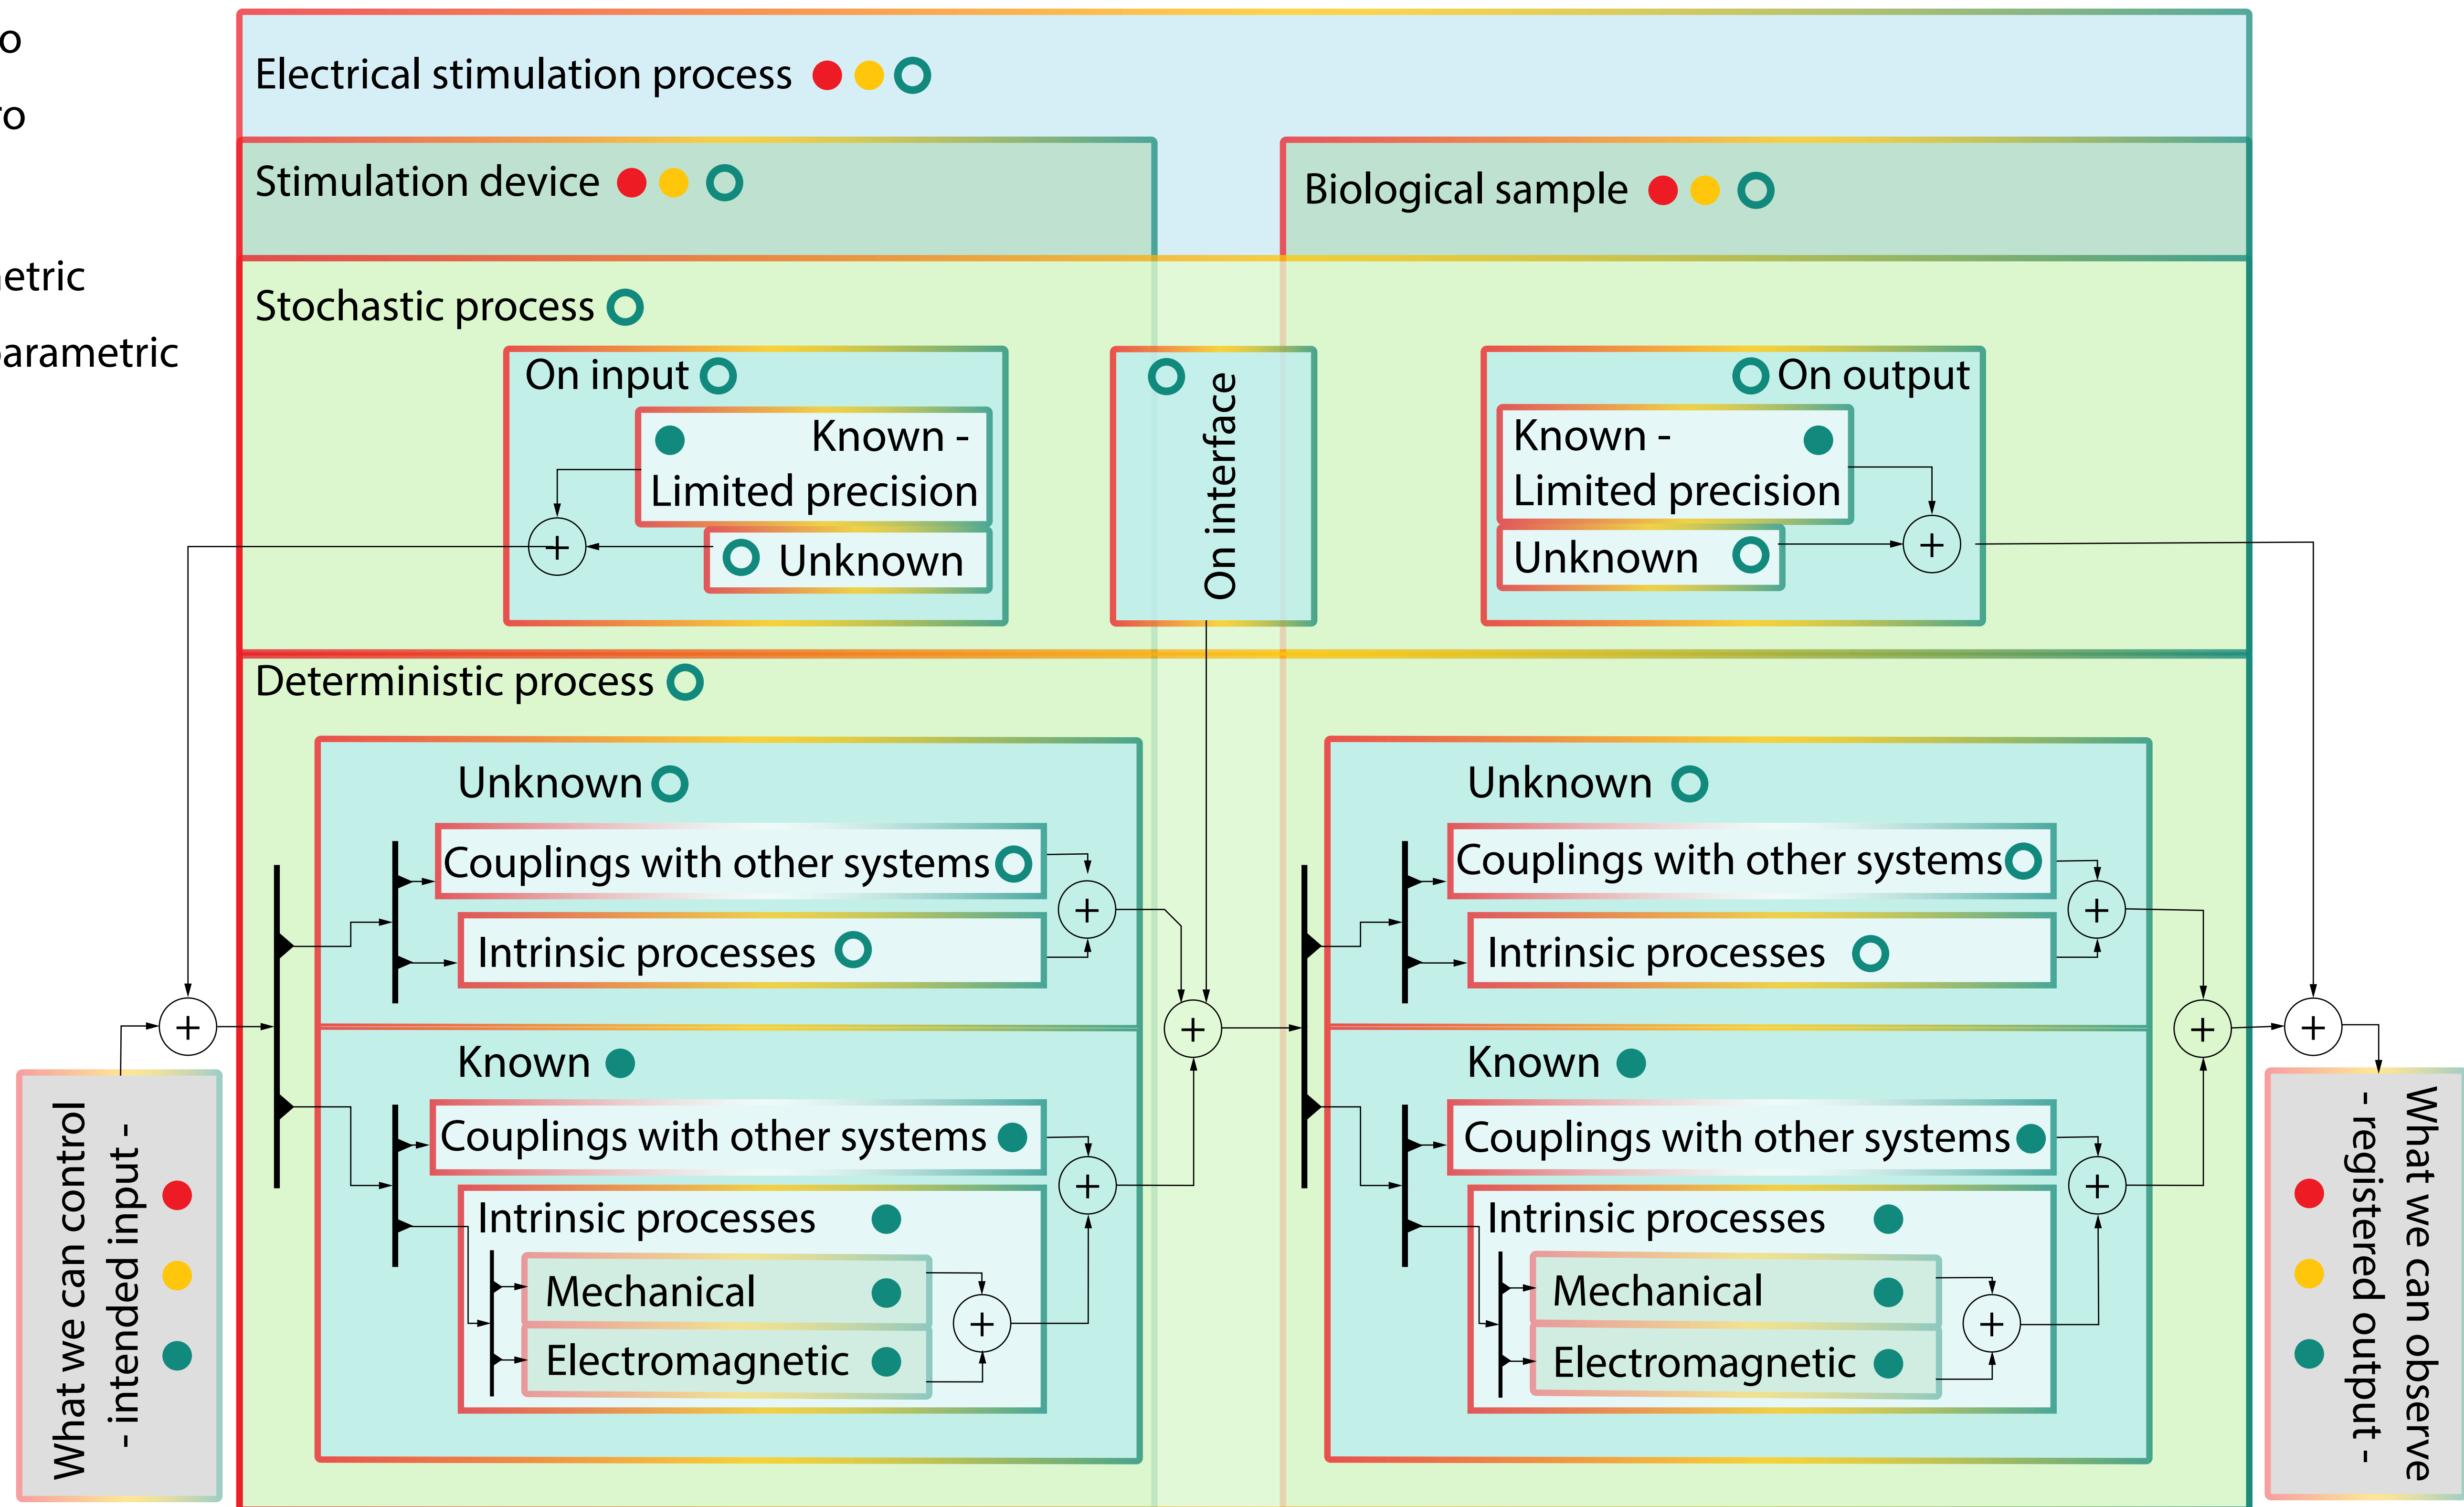 Electrical stimulation process
Stimulation device
Biological sample
Stochastic process
On input
Known -
Limited precision
+
Unknown
On interface
On output
Known -
Limited precision
Unknown
+
Deterministic process
Unknown
Couplings with other systems
+
Intrinsic processes
Known
Couplings with other systems
+
Intrinsic processes
Mechanical
+
Electromagnetic
+
+
Unknown
Couplings with other systems
+
Intrinsic processes
Known
Couplings with other systems
+
Intrinsic processes
Mechanical
+
Electromagnetic
+
+
What we can control
- intended input -
What we can observe
- registered output -